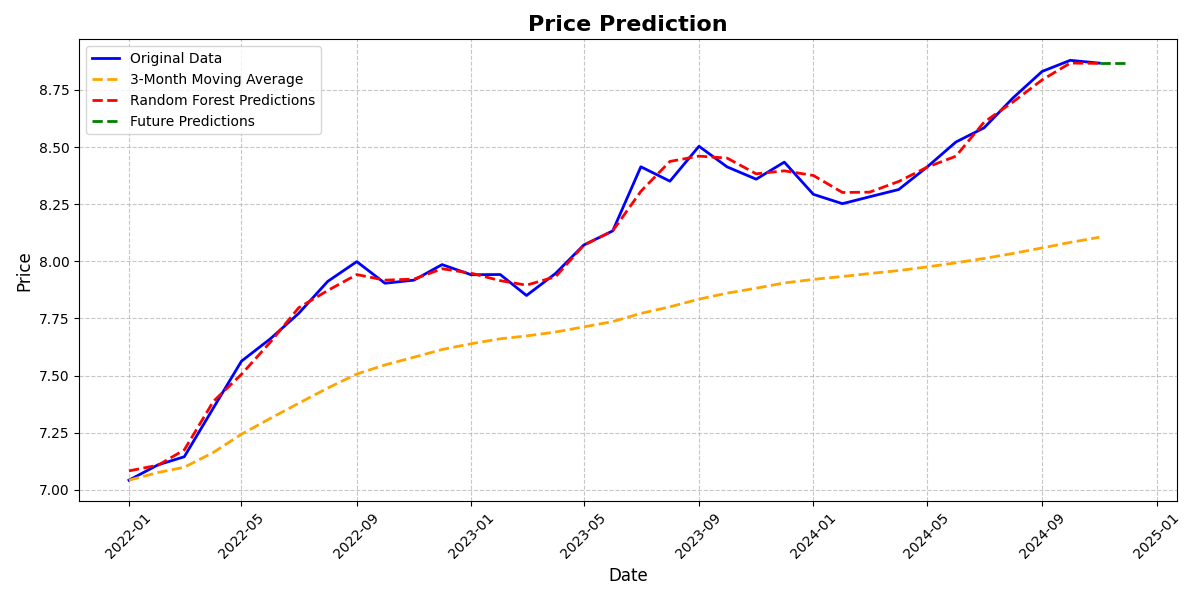 Price Prediction
Original Data
3-Month Moving Average
Random Forest Predictions
Future Predictions
Price
8.75
8.50
8.25
8.00
7.75
7.50
7.25
7.00
2022-01
2022-05
2022-09
2023-01
2023-05
2023-09
2024-01
2024-05
2024-09
2025-01
Date